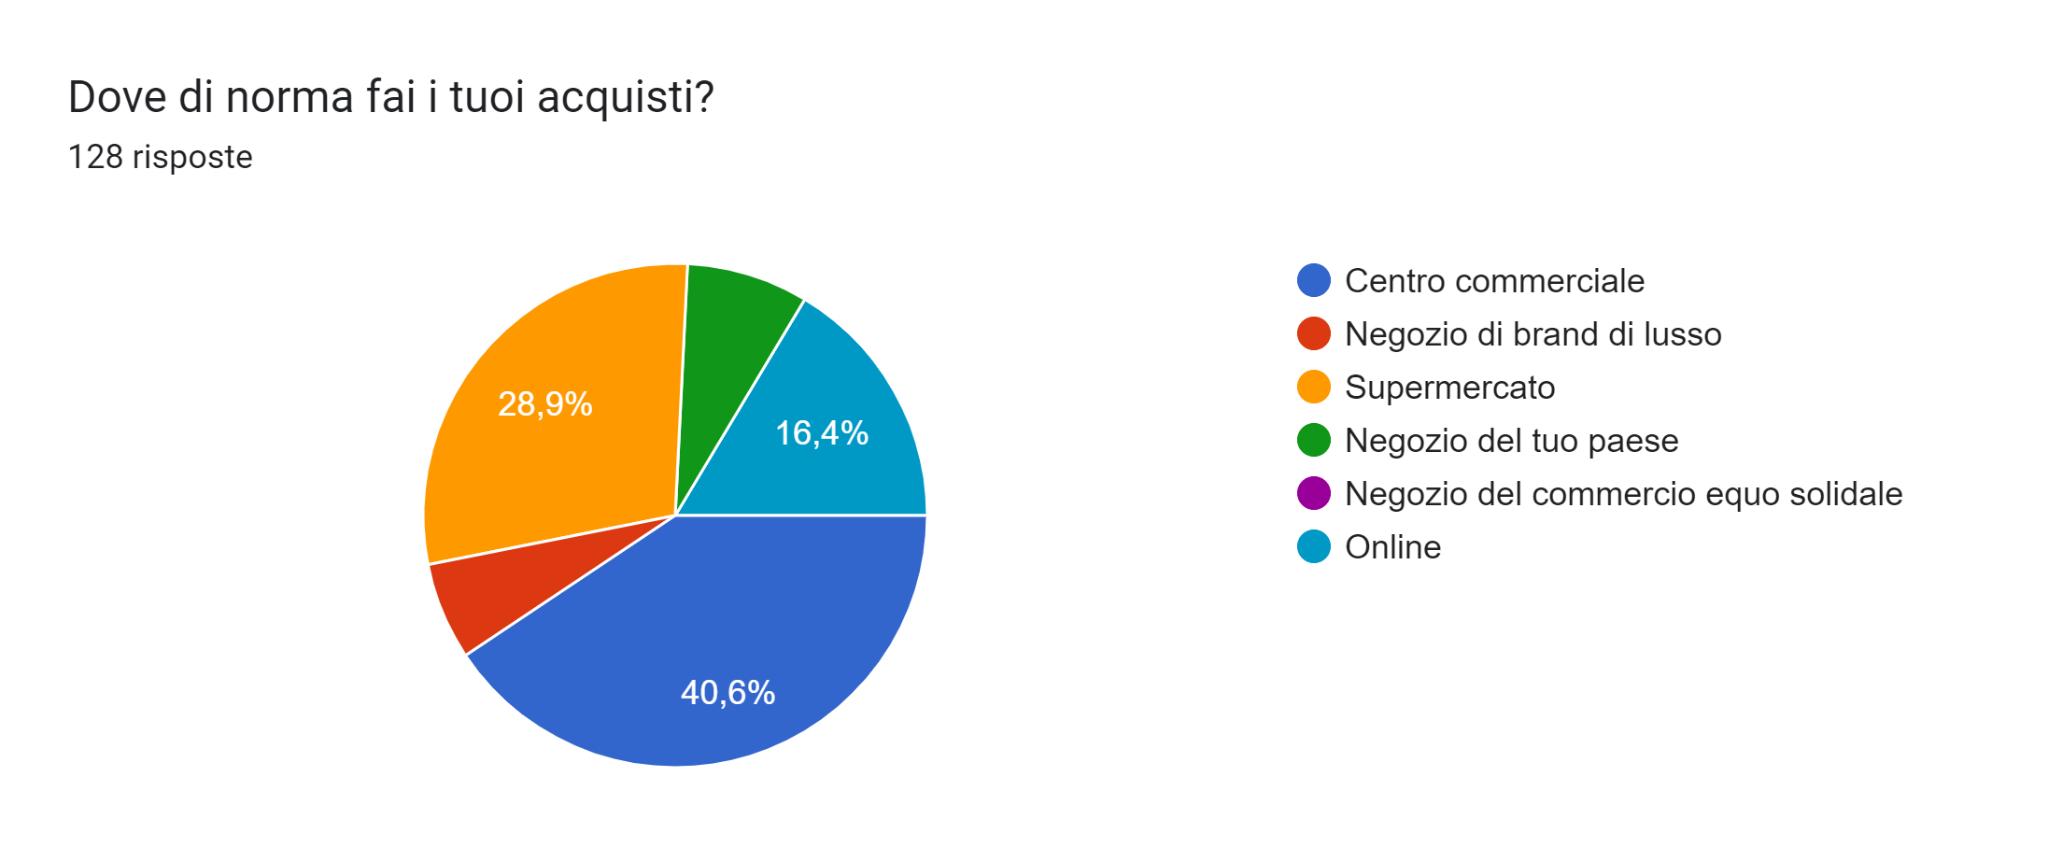 Dove di norma fai i tuoi acquisti?
128 risposte
28,9%
16,4%
40,6%
Centro commerciale
Negozio di brand di lusso
Supermercato
Negozio del tuo paese
Negozio del commercio equo solidale
Online